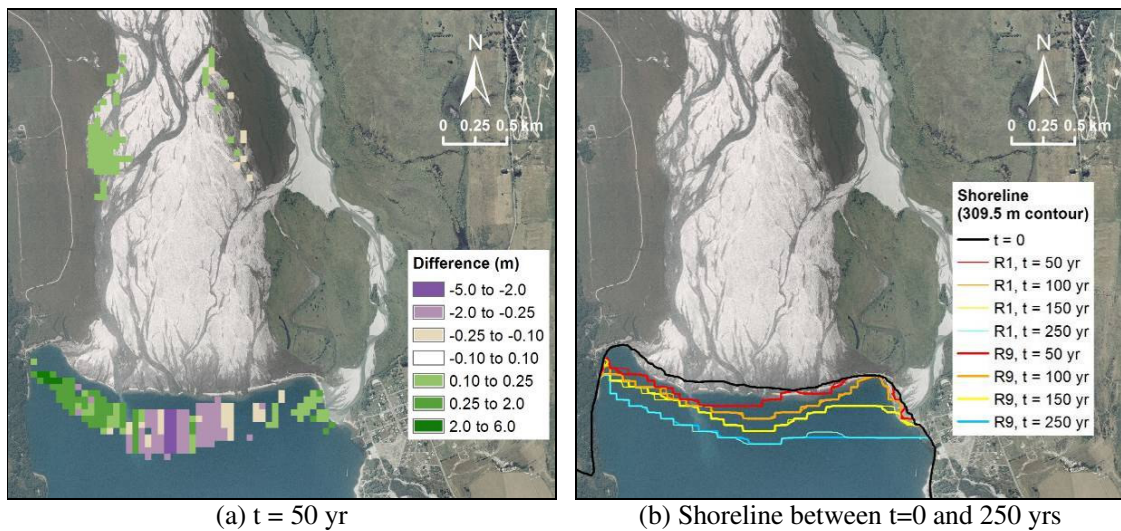 N
0 0.25 0.5 km
Difference (m)
-5.0 to -2.0
-2.0 to -0.25
-0.25 to -0.10
-0.10 to 0.10
0.10 to 0.25
0.25 to 2.0
2.0 to 6.0
(a) t = 50 yr
N
0 0.25 0.5 km
Shoreline
(309.5 m contour)
t = 0
R1, t = 50 yr
R1, t = 100 yr
R1, t = 150 yr
R1, t = 250 yr
R9, t = 50 yr
R9, t = 100 yr
R9, t = 150 yr
R9, t = 250 yr
(b) Shoreline between t=0 and 250 yrs